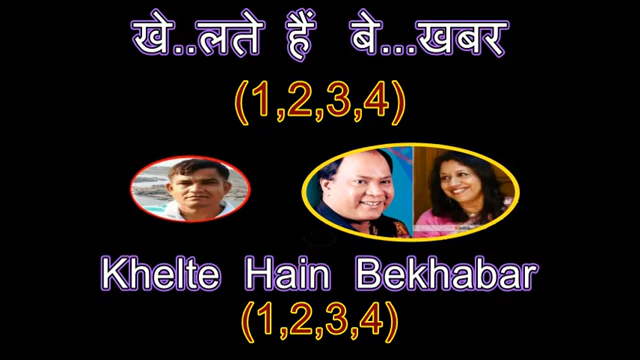 खे..लते हैं बे...खबर
(1,2,3,4)
Khelte Hain Bekhabar
(1,2,3,4)